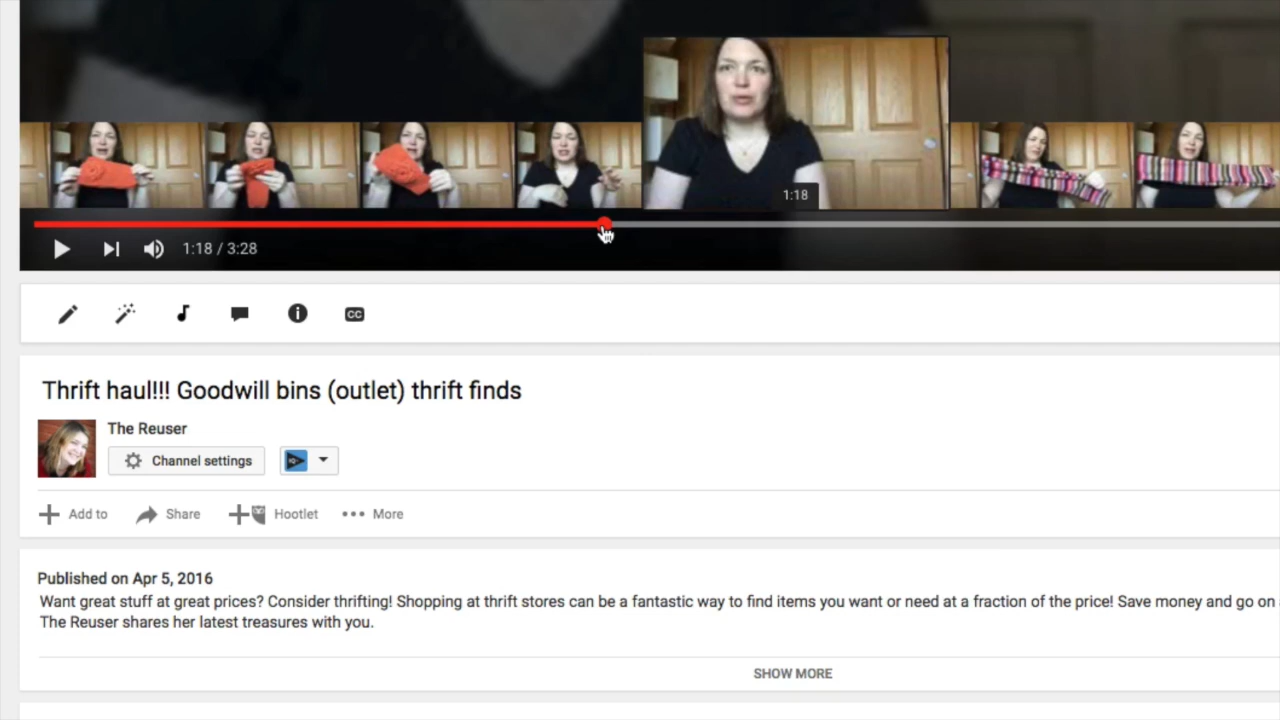 1:18
1:18 / 3:28
CC
Thrift haul!!! Goodwill bins (outlet) thrift finds
The Reuser
Channel settings
Add to
Share
Hootlet
More
Published on Apr 5, 2016
Want great stuff at great prices? Consider thrifting! Shopping at thrift stores can be a fantastic way to find items you want or need at a fraction of the price! Save money and go on
The Reuser shares her latest treasures with you.
SHOW MORE